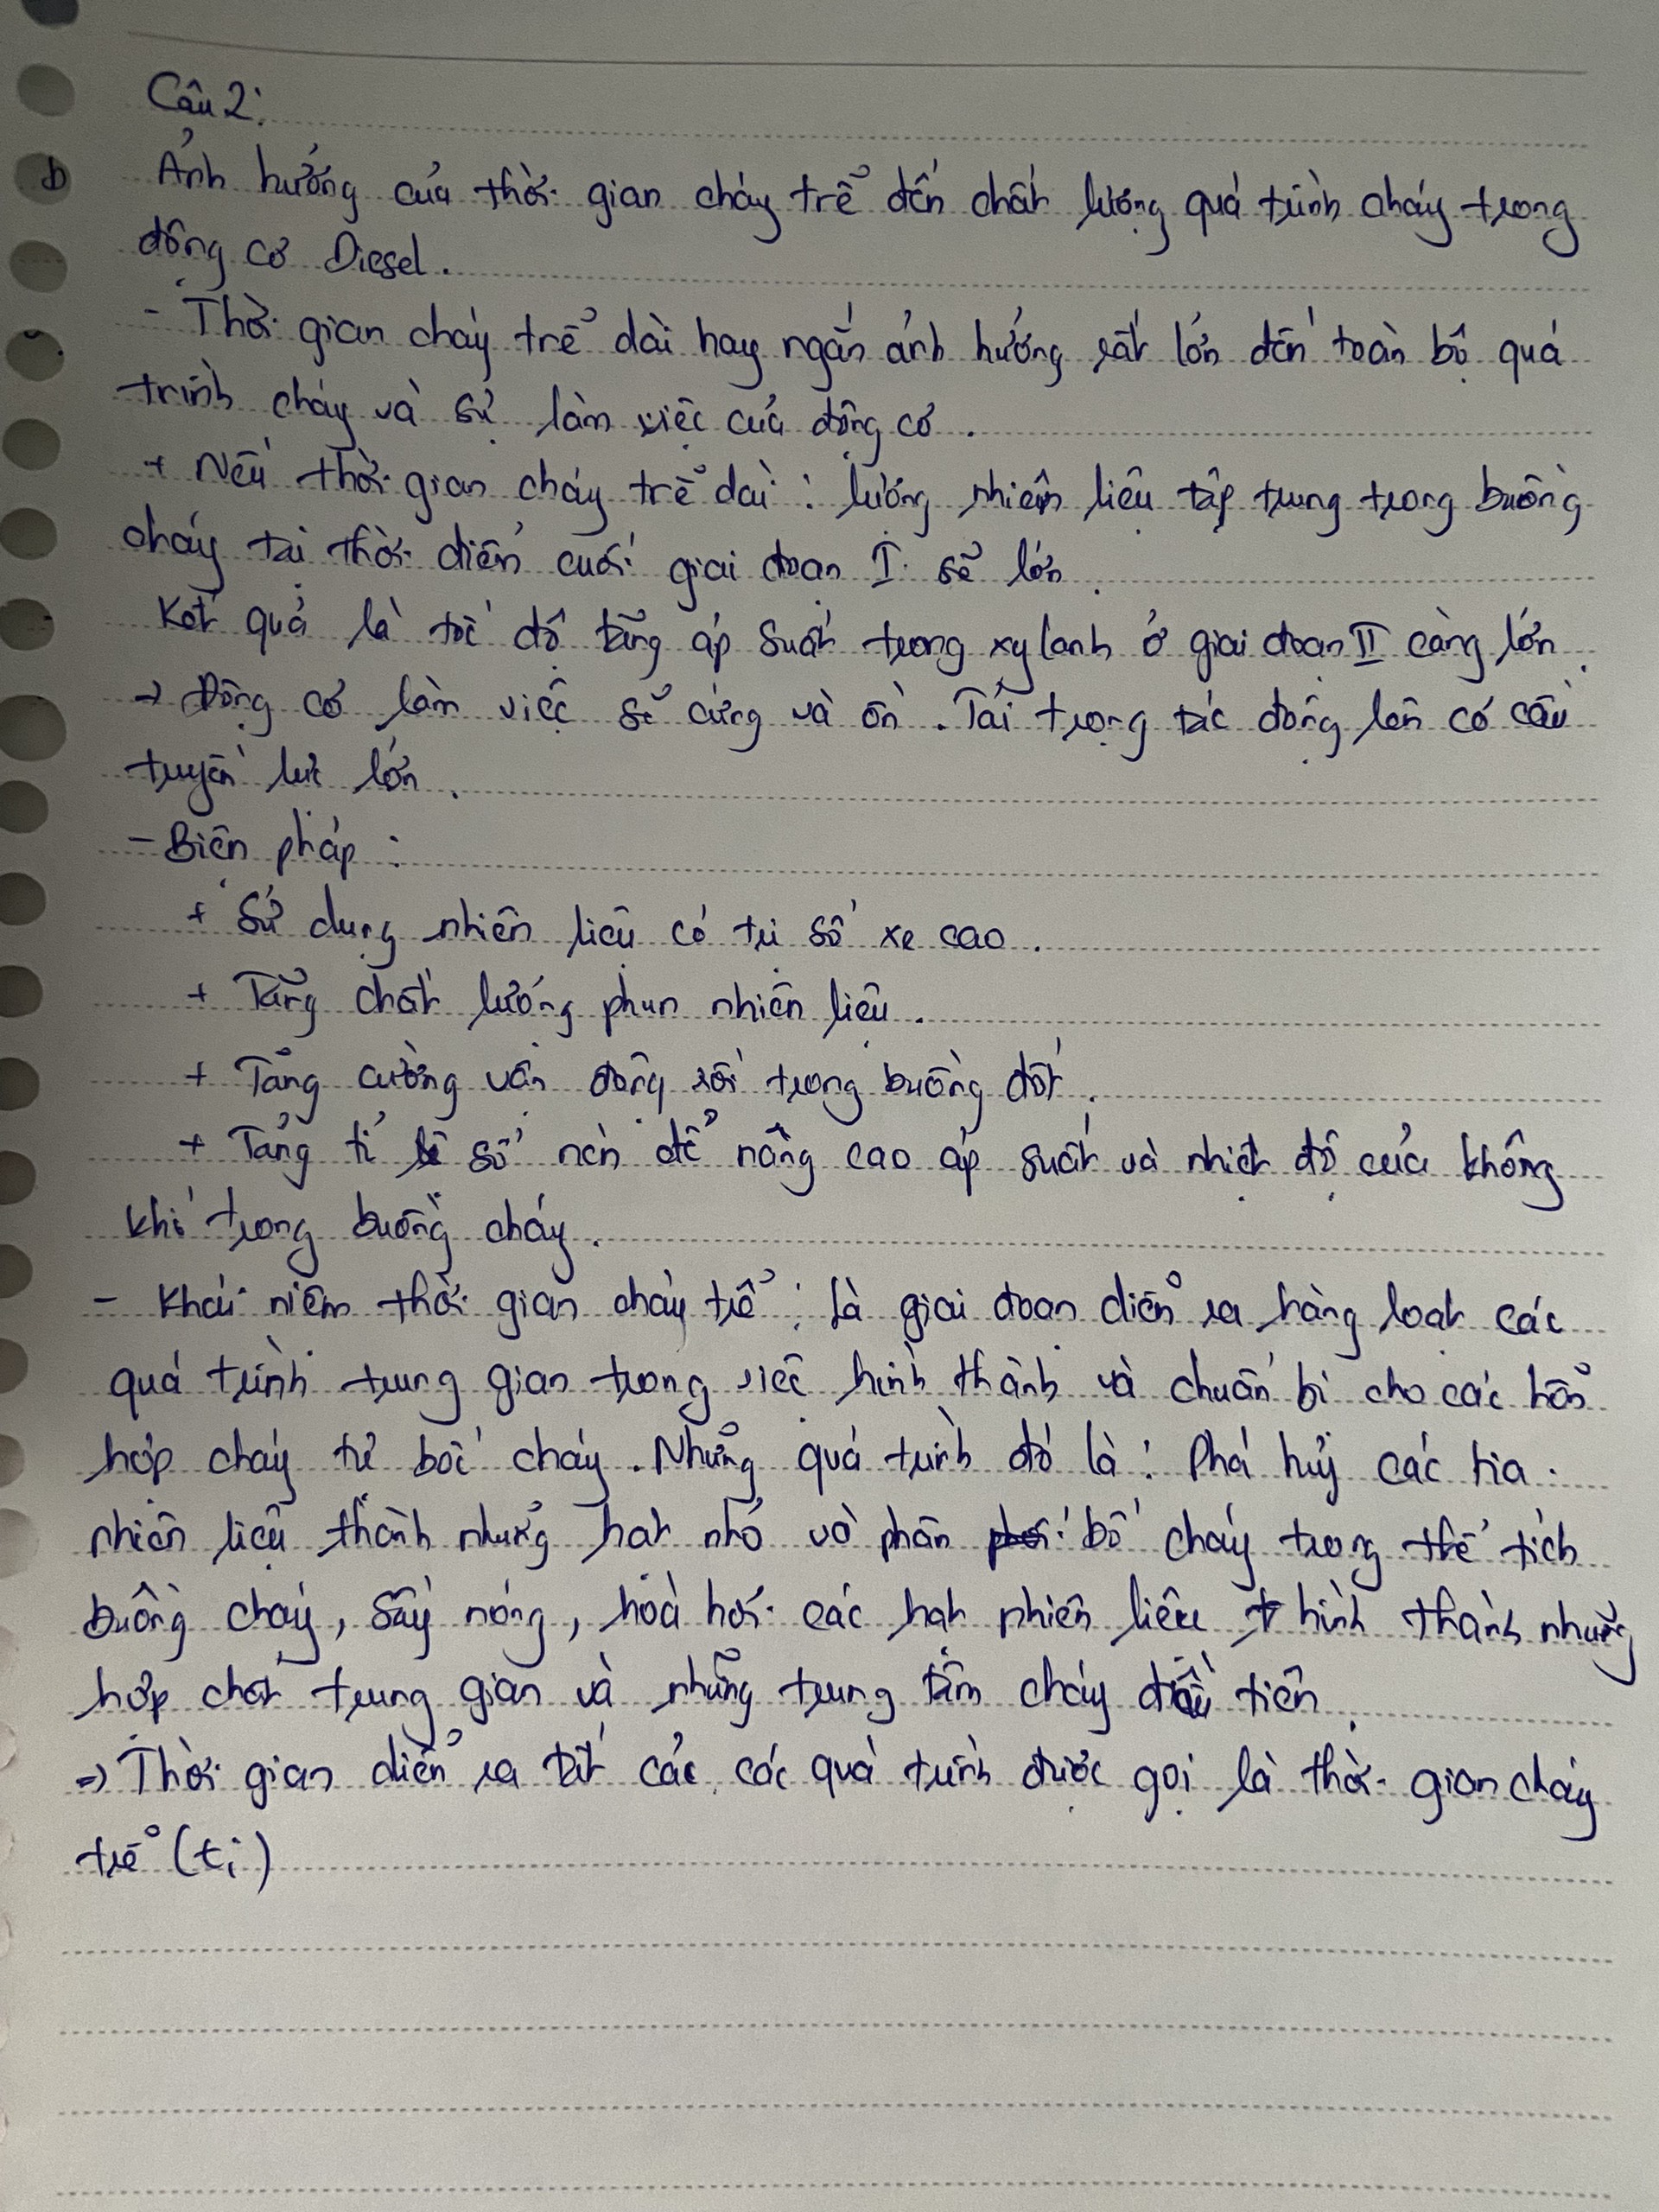 Câu 2:
b Ảnh hưởng của thời gian cháy trễ đến chất lượng quá trình cháy trong
động cơ Diesel.
- Thời gian cháy trễ dài hay ngắn ảnh hưởng rất lớn đến toàn bộ quá
trình cháy và sự làm việc của động cơ.
+ Nếu thời gian cháy trễ dài: lượng nhiên liệu tập trung trong buồng
cháy tại thời điểm cuối giai đoạn I sẽ lớn.
Kết quả là tốc độ tăng áp suất trong xylanh ở giai đoạn II càng lớn.
→ Động cơ làm việc sẽ cứng và ồn. Tải trọng tác động lên cơ cấu
truyền lực lớn.
- Biện pháp:
+ Sử dụng nhiên liệu có trị số xe cao.
+ Tăng chất lượng phun nhiên liệu.
+ Tăng cường vận động rối trong buồng đốt.
+ Tăng tỉ số nén để nâng cao áp suất và nhiệt độ của không
khí trong buồng cháy.
- Khái niệm thời gian cháy trễ: là giai đoạn diễn ra hàng loạt các
quá trình trung gian trong việc hình thành và chuẩn bị cho các hỗn
hợp cháy tự bốc cháy. Những quá trình đó là: Phá hủy các tia
nhiên liệu thành những hạt nhỏ và phân bố cháy trong thể tích
buồng cháy, sấy nóng, hoá hơi các hạt nhiên liệu hình thành những
hợp chất trung gian và những trung tâm cháy đầu tiên.
=> Thời gian diễn ra tất cả các quá trình được gọi là thời gian cháy
trễ (ti)